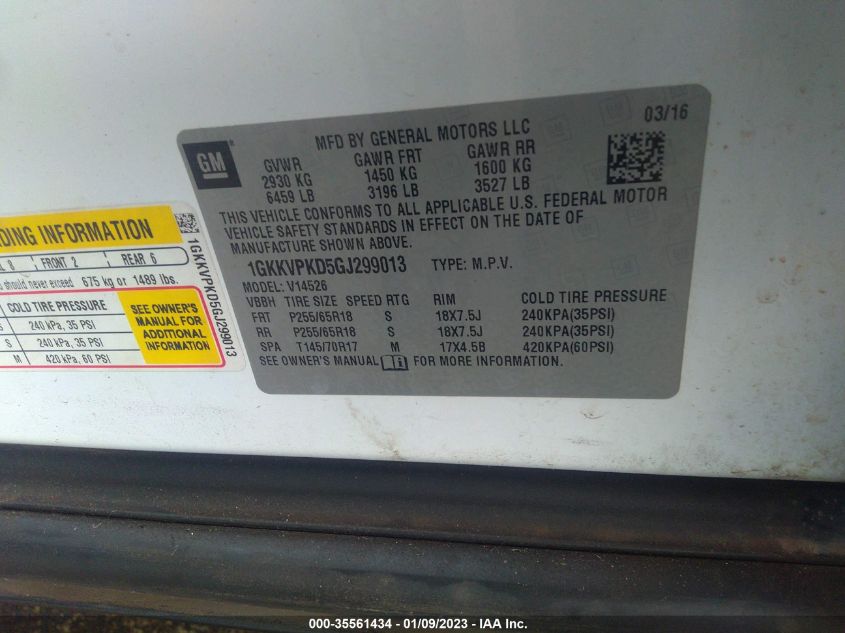 03/16
GM
MFD BY GENERAL MOTORS LLC
GVWR GAWR FRT GAWR RR
2930 KG 1450 KG 1600 KG
6459 LB 3196 LB 3527 LB
THIS VEHICLE CONFORMS TO ALL APPLICABLE U.S. FEDERAL MOTOR
VEHICLE SAFETY STANDARDS IN EFFECT ON THE DATE OF
MANUFACTURE SHOWN ABOVE.
1GKKVPKD5GJ299013 TYPE: M.P.V.
MODEL: V14526
VBBH TIRE SIZE SPEED RTG RIM COLD TIRE PRESSURE
FRT P255/65R18 S 18X7.5J 240KPA(35PSI)
RR P255/65R18 S 18X7.5J 240KPA(35PSI)
SPA T145/70R17 M 17X4.5B 420KPA(60PSI)
SEE OWNER'S MANUAL i FOR MORE INFORMATION.
INFORMATION
8 FRONT 2 REAR 6
never exceed 675 kg or 1489 lbs.
COLD TIRE PRESSURE
240 kPa, 35 PSI
S 240 kPa, 35 PSI
M 420 kPa, 60 PSI
SEE OWNER'S
MANUAL FOR
ADDITIONAL
INFORMATION
1GKKVPKD5GJ299013
000-35561434 - 01/09/2023 - IAA Inc.